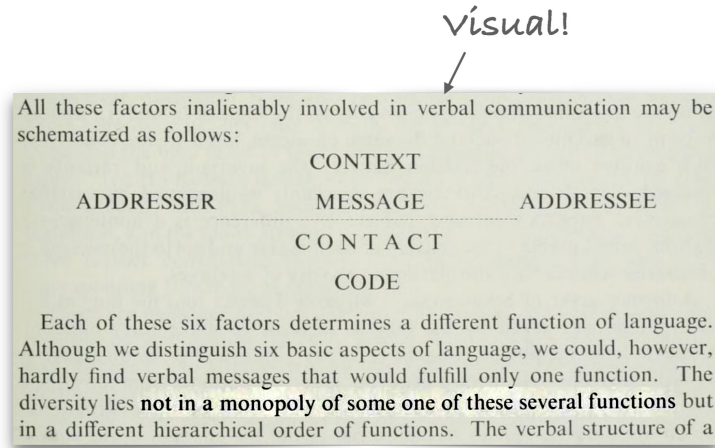 visual!
All these factors inalienably involved in verbal communication may be
schematized as follows:
CONTEXT
ADDRESSER MESSAGE ADDRESSEE
CONTACT
CODE
Each of these six factors determines a different function of language.
Although we distinguish six basic aspects of language, we could, however,
hardly find verbal messages that would fulfill only one function. The
diversity lies not in a monopoly of some one of these several functions but
in a different hierarchical order of functions. The verbal structure of a